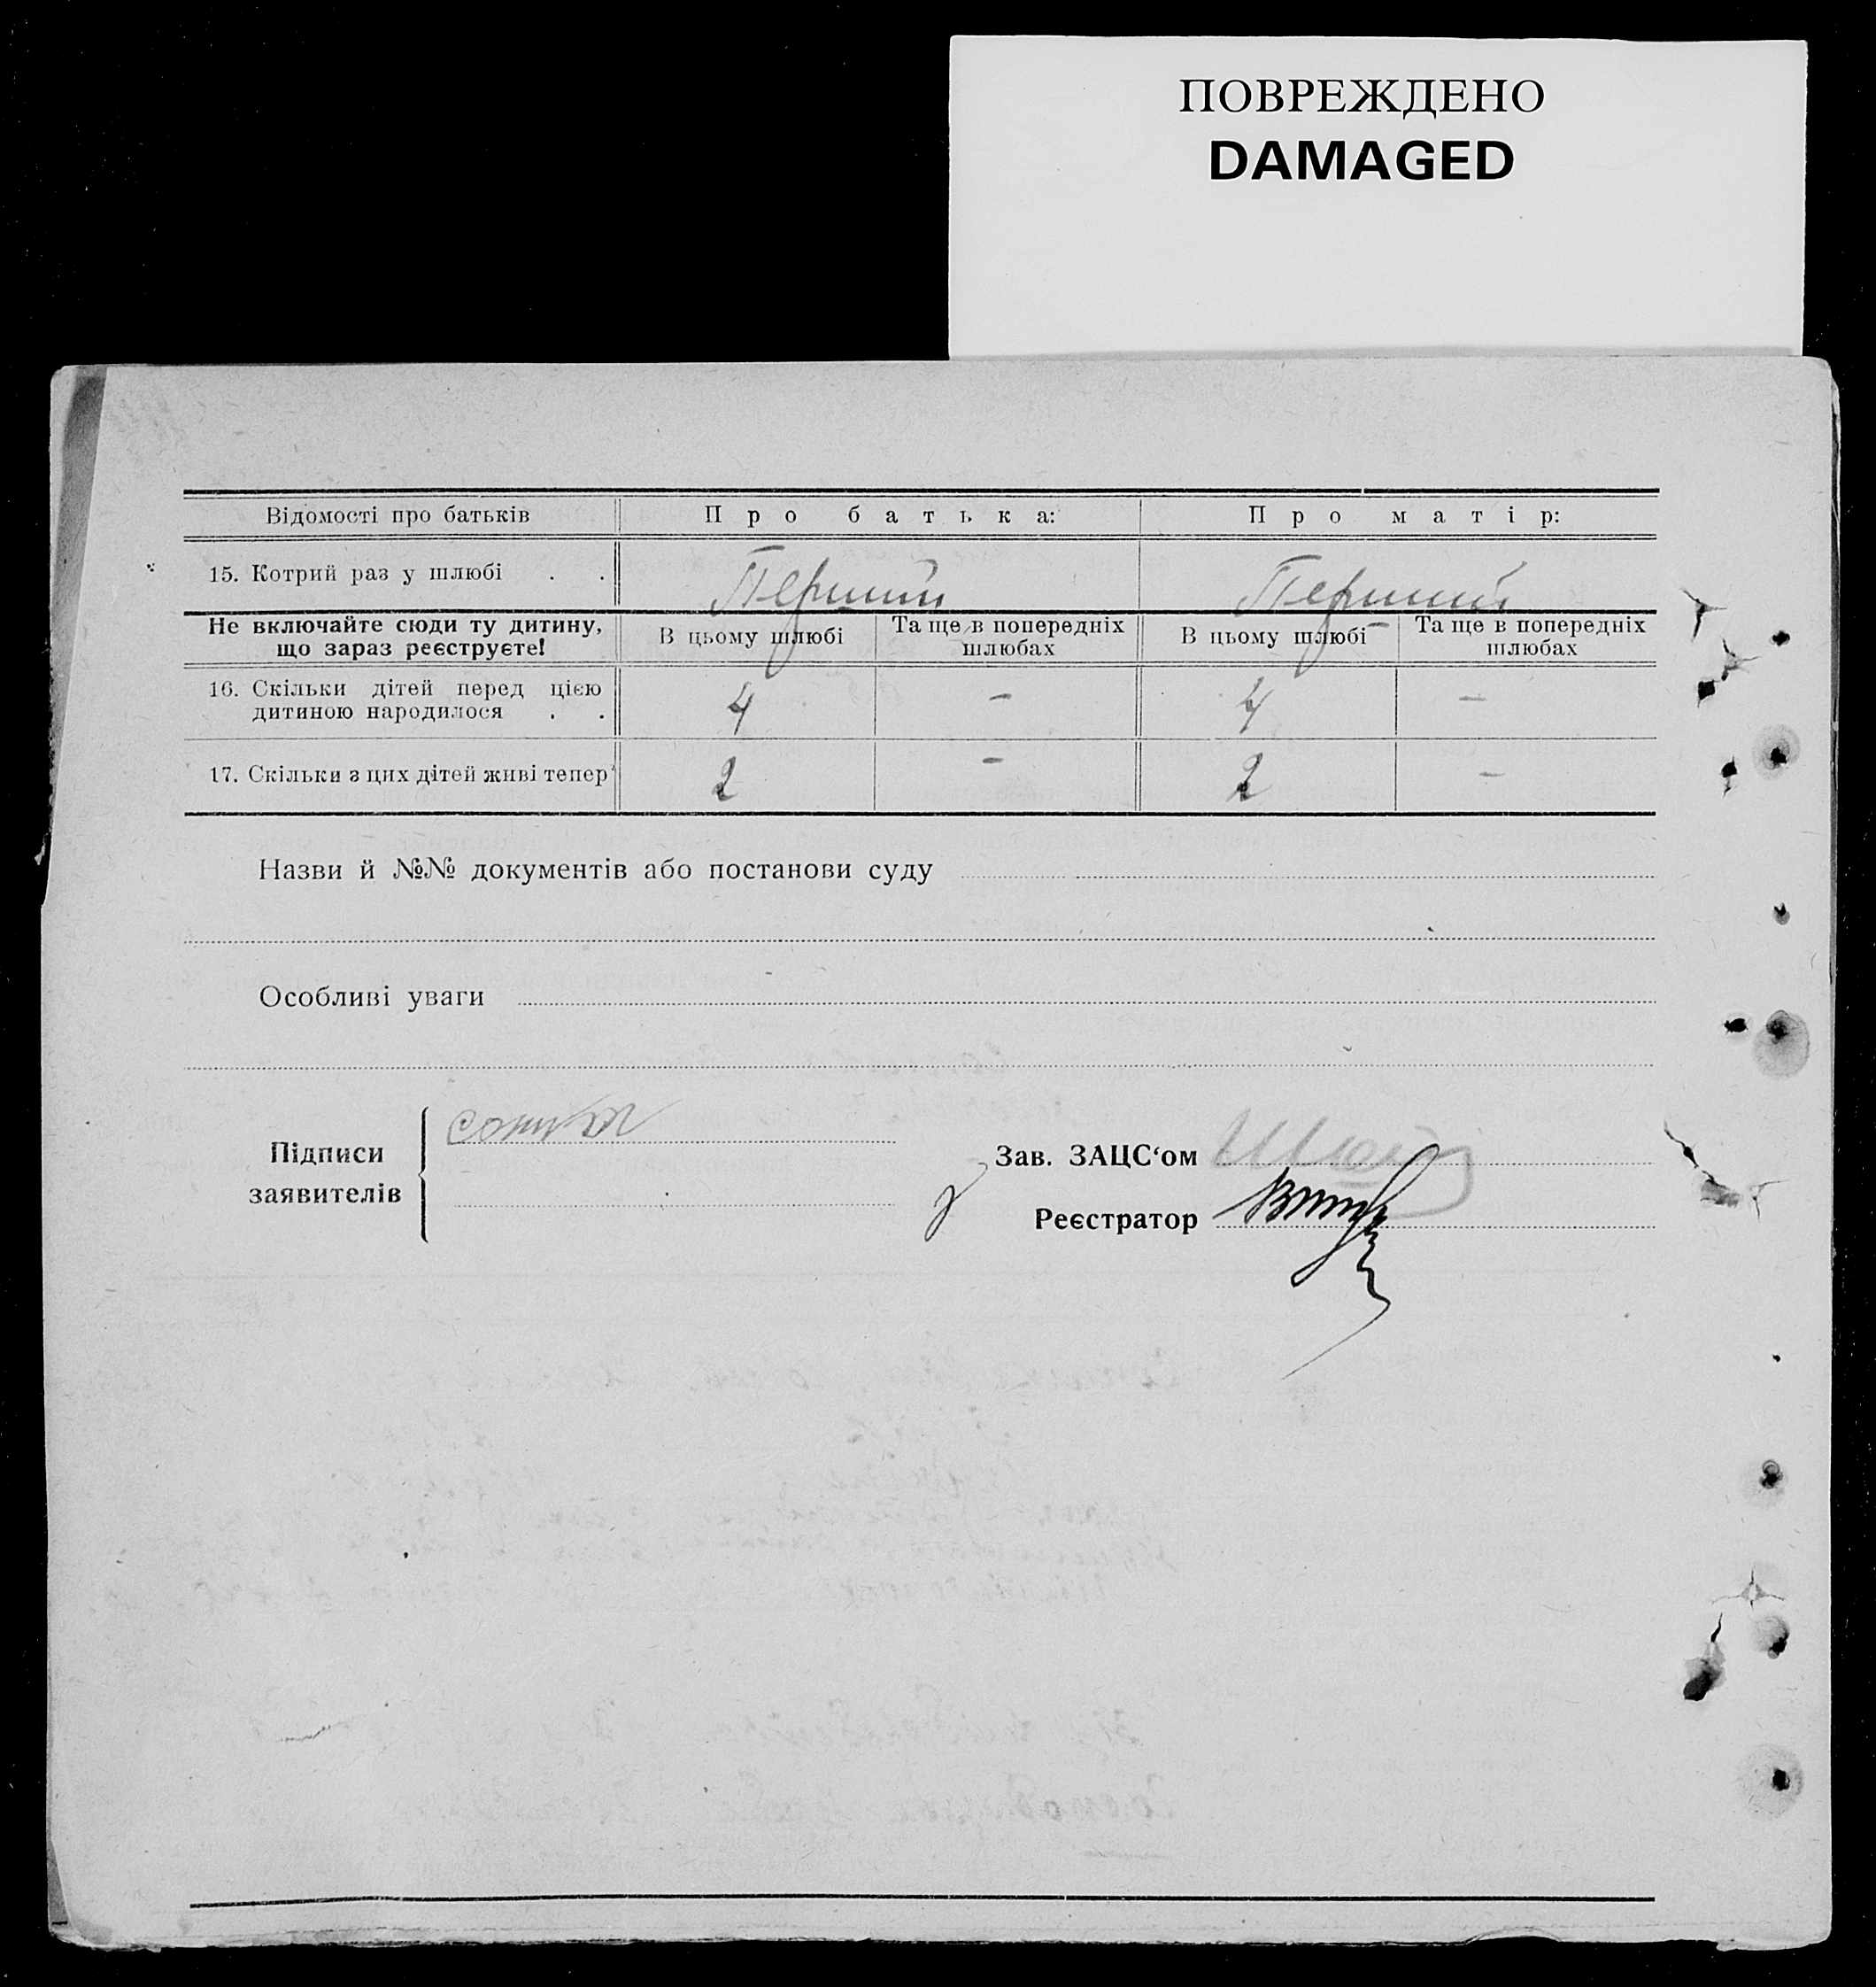 ПОВРЕЖДЕНО
DAMAGED
Відомості про батьків
Про батька:
Про матір:
15. Котрий раз у шлюбі . .
Перший
Перший
Не включайте сюди ту дитину,
що зараз реєструєте!
В цьому шлюбі
Та ще в попередніх
шлюбах
В цьому шлюбі
Та ще в попередніх
шлюбах
16. Скільки дітей перед цією
дитиною народилося . .
4
–
4
–
17. Скільки з цих дітей живі тепер
2
–
2
–
Назви й №№ документів або постанови суду
Особливі уваги
Підписи
заявителів
Зав. ЗАЦС‘ом
Реєстратор